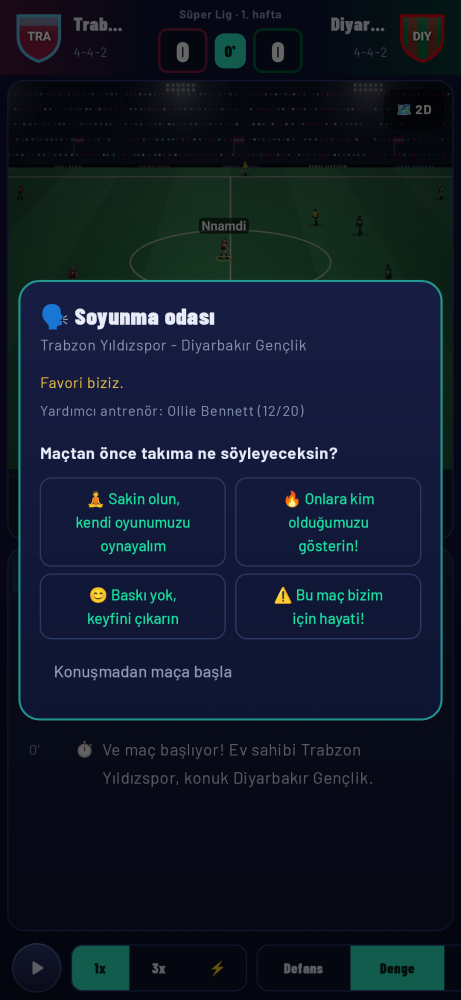 Süper Lig · 1. hafta
TRA
Trab...
4-4-2
0
0'
0
Diyar...
4-4-2
DIY
🗺️ 2D
Nnamdi
🗣️ Soyunma odası
Trabzon Yıldızspor – Diyarbakır Gençlik
Favori biziz.
Yardımcı antrenör: Ollie Bennett (12/20)
Maçtan önce takıma ne söyleyeceksin?
🧘 Sakin olun,
kendi oyunumuzu
oynayalım
🔥 Onlara kim
olduğumuzu
gösterin!
😊 Baskı yok,
keyfini çıkarın
⚠️ Bu maç bizim
için hayati!
Konuşmadan maça başla
0'
⏱️ Ve maç başlıyor! Ev sahibi Trabzon
Yıldızspor, konuk Diyarbakır Gençlik.
1x
3x
⚡
Defans
Denge